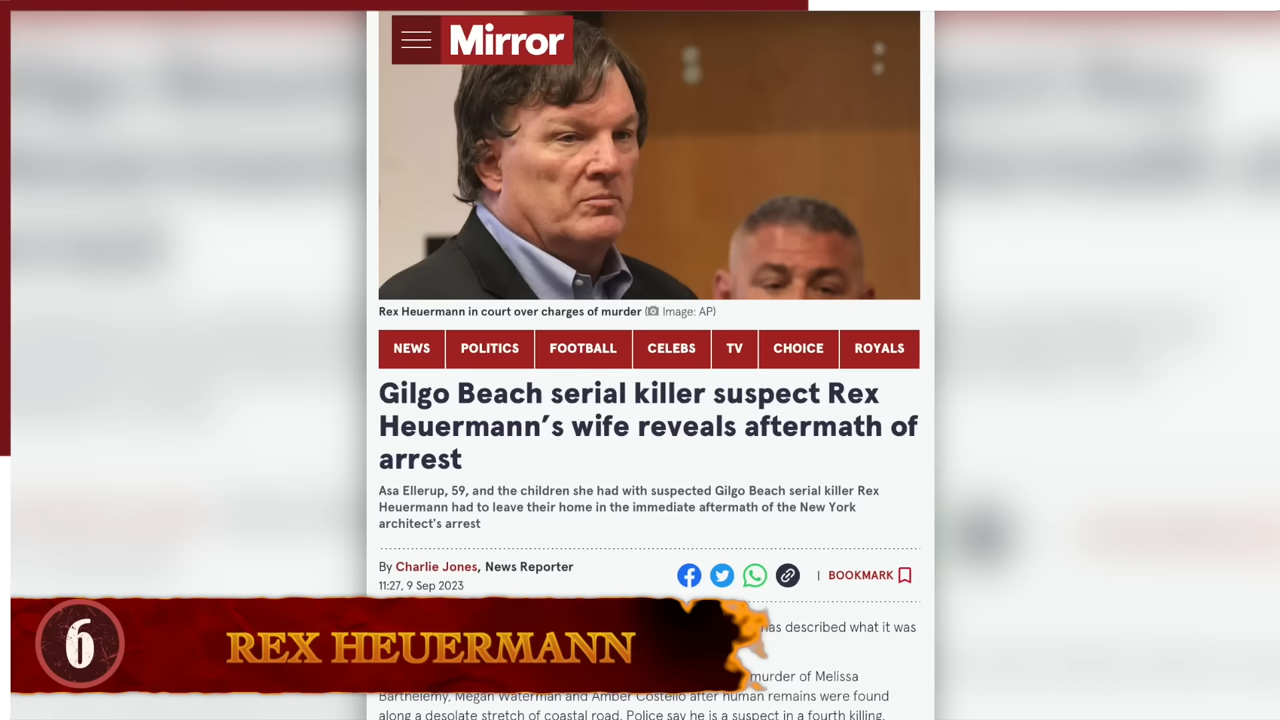 Mirror
Rex Heuermann in court over charges of murder (Image: AP)
NEWS POLITICS FOOTBALL CELEBS TV CHOICE ROYALS
Gilgo Beach serial killer suspect Rex
Heuermann’s wife reveals aftermath of
arrest
Asa Ellerup, 59, and the children she had with suspected Gilgo Beach serial killer Rex
Heuermann had to leave their home in the immediate aftermath of the New York
architect's arrest
By Charlie Jones, News Reporter
11:27, 9 Sep 2023
| BOOKMARK
has described what it was
6 REX HEUERMANN
murder of Melissa
Barthelemy, Megan Waterman and Amber Costello after human remains were found
along a desolate stretch of coastal road. Police say he is a suspect in a fourth killing.